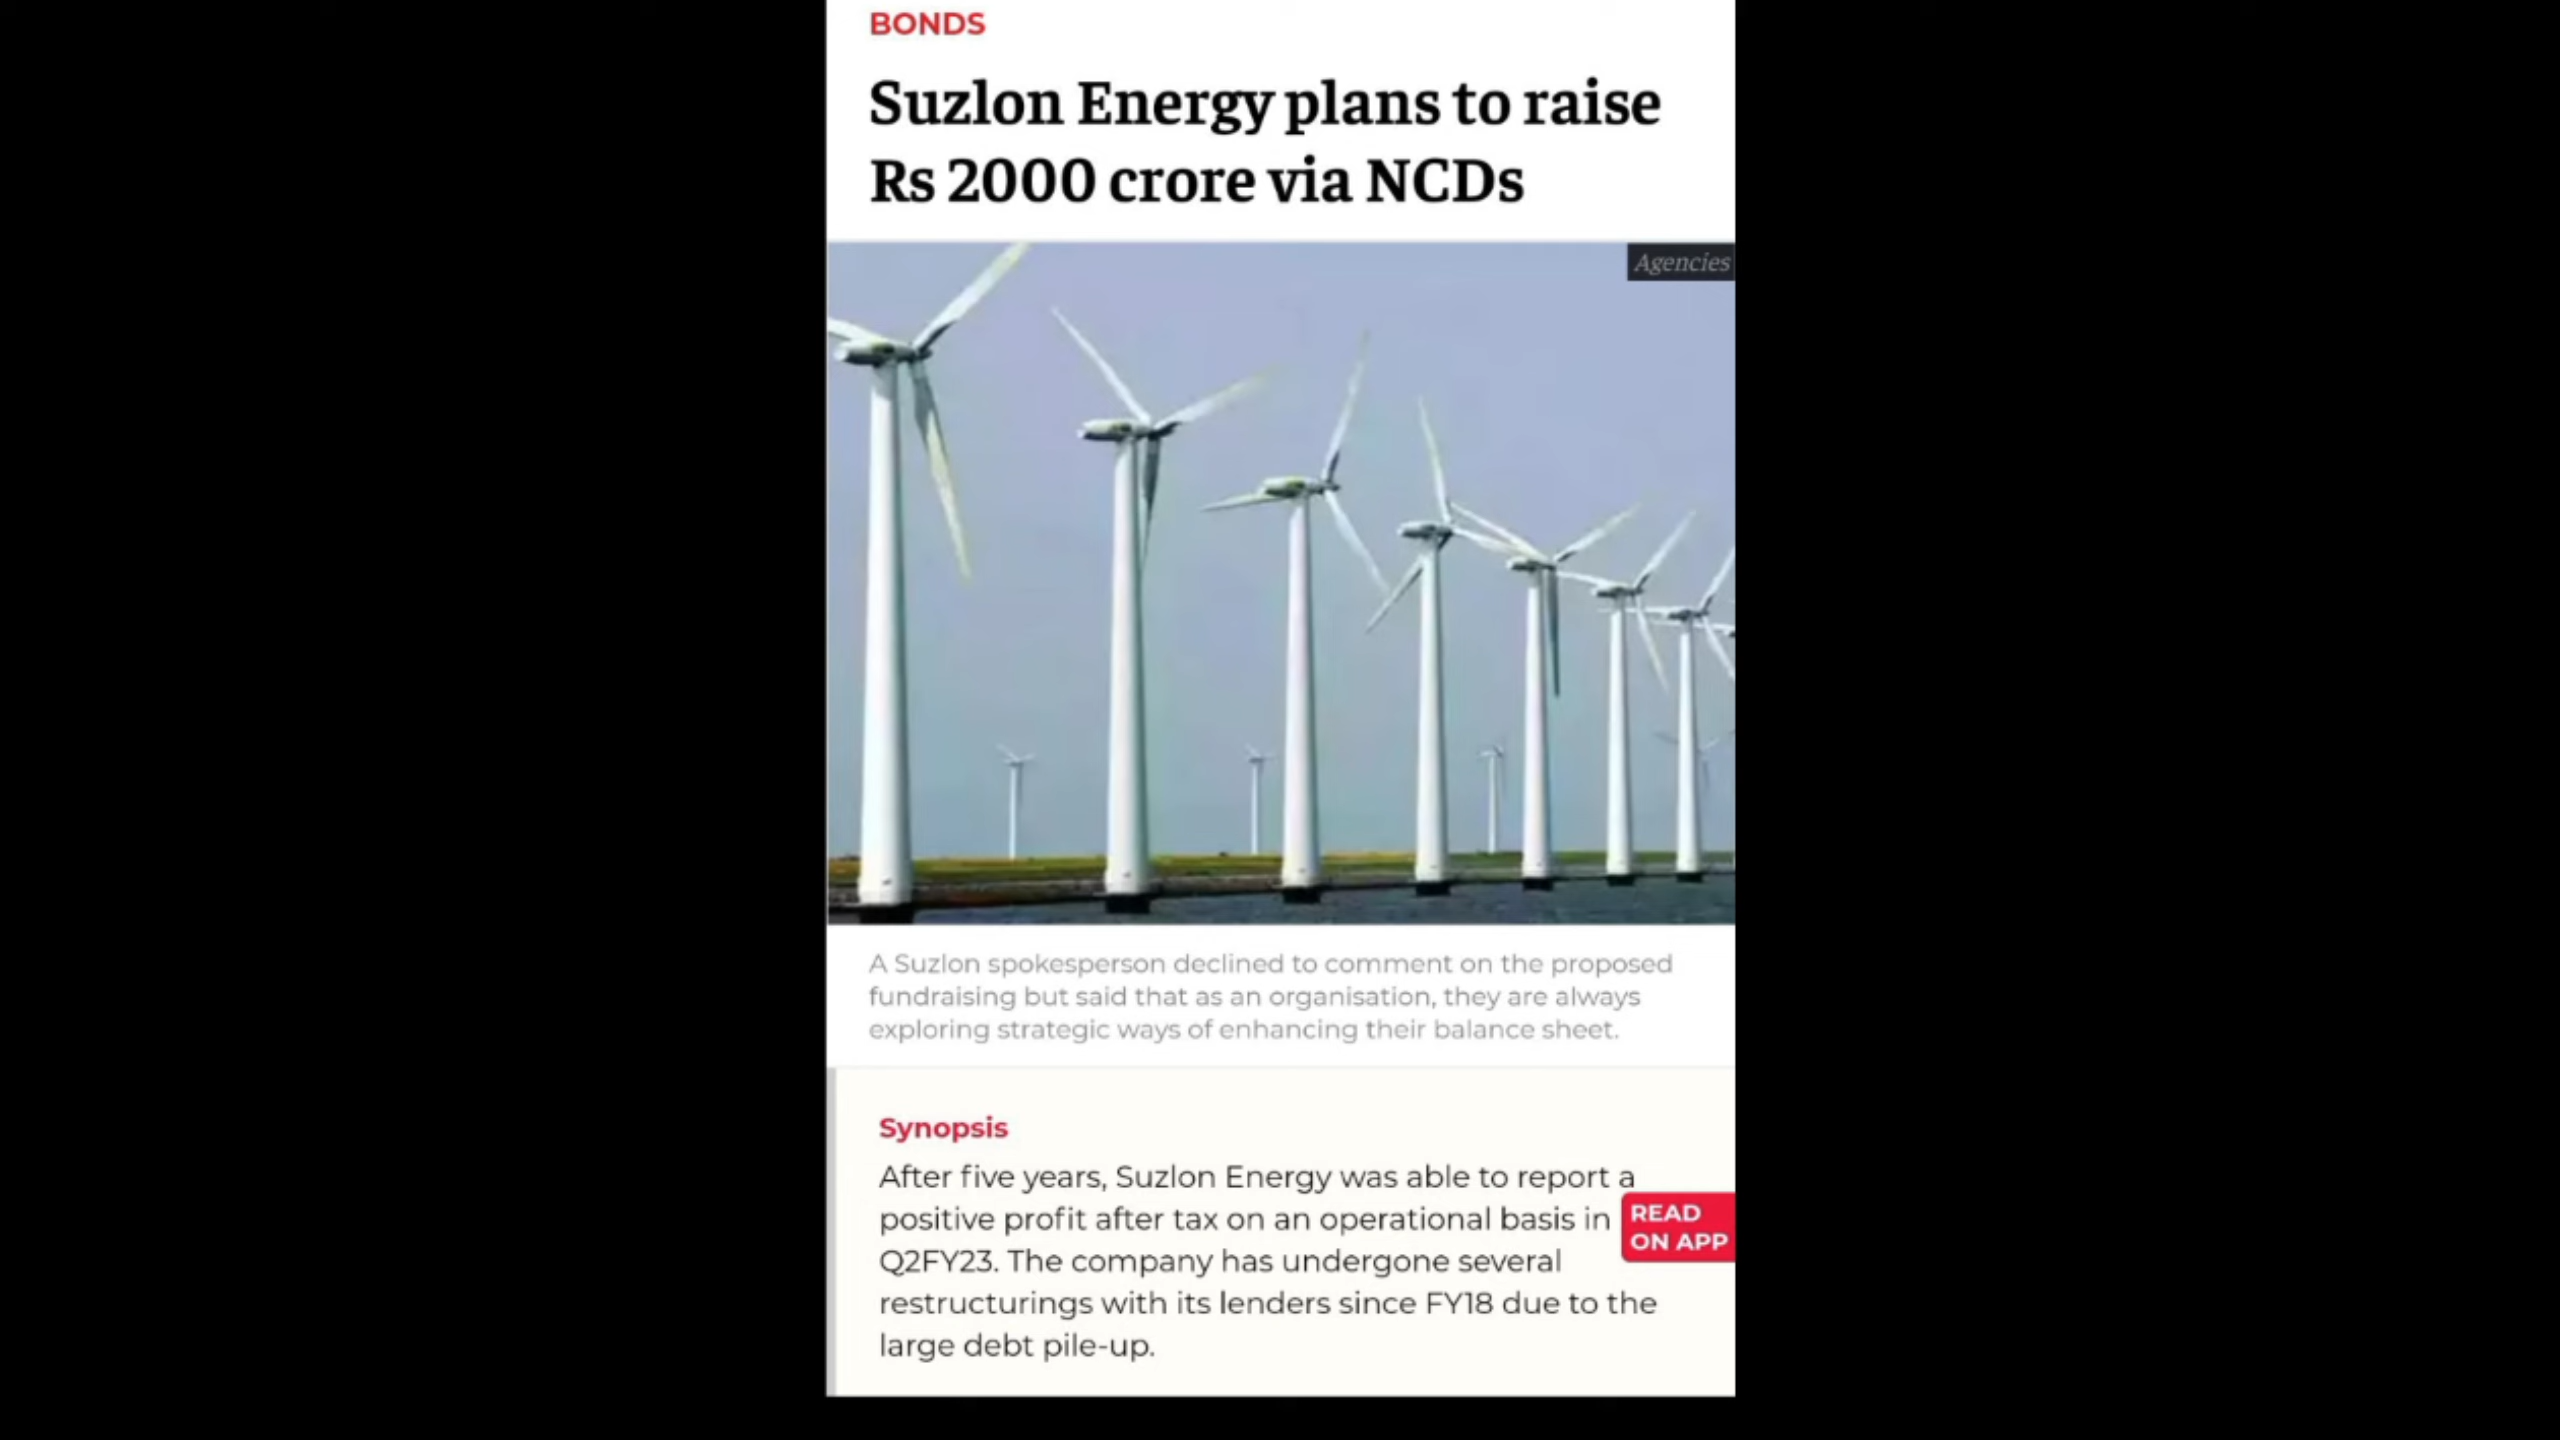 BONDS
Suzlon Energy plans to raise
Rs 2000 crore via NCDs
Agencies
A Suzlon spokesperson declined to comment on the proposed
fundraising but said that as an organisation, they are always
exploring strategic ways of enhancing their balance sheet.
Synopsis
After five years, Suzlon Energy was able to report a
positive profit after tax on an operational basis in
Q2FY23. The company has undergone several
restructurings with its lenders since FY18 due to the
large debt pile-up.
READ
ON APP